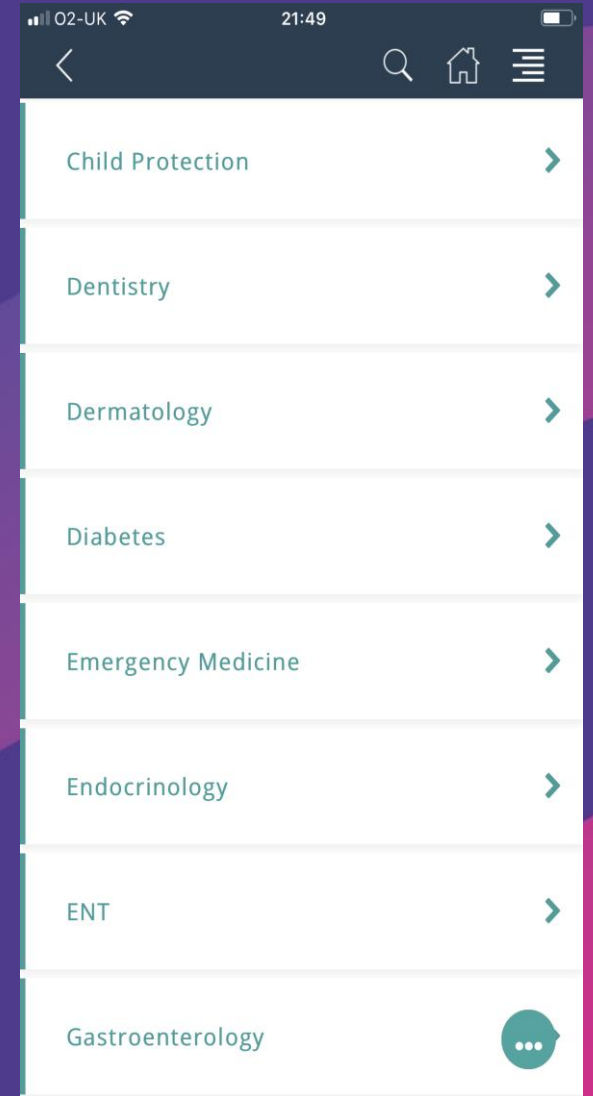 O2-UK 21:49
Child Protection
Dentistry
Dermatology
Diabetes
Emergency Medicine
Endocrinology
ENT
Gastroenterology